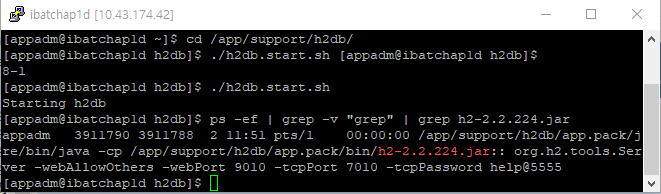 ibatchap1d [10.43.174.42]
[appadm@ibatchap1d ~]$ cd /app/support/h2db/
[appadm@ibatchap1d h2db]$ ./h2db.start.sh [appadm@ibatchap1d h2db]$
8-l
[appadm@ibatchap1d h2db]$ ./h2db.start.sh
Starting h2db
[appadm@ibatchap1d h2db]$ ps -ef | grep -v "grep" | grep h2-2.2.224.jar
appadm   3911790 3911788  2 11:51 pts/1    00:00:00 /app/support/h2db/app.pack/j
re/bin/java -cp /app/support/h2db/app.pack/bin/h2-2.2.224.jar:: org.h2.tools.Ser
ver -webAllowOthers -webPort 9010 -tcpPort 7010 -tcpPassword help@5555
[appadm@ibatchap1d h2db]$